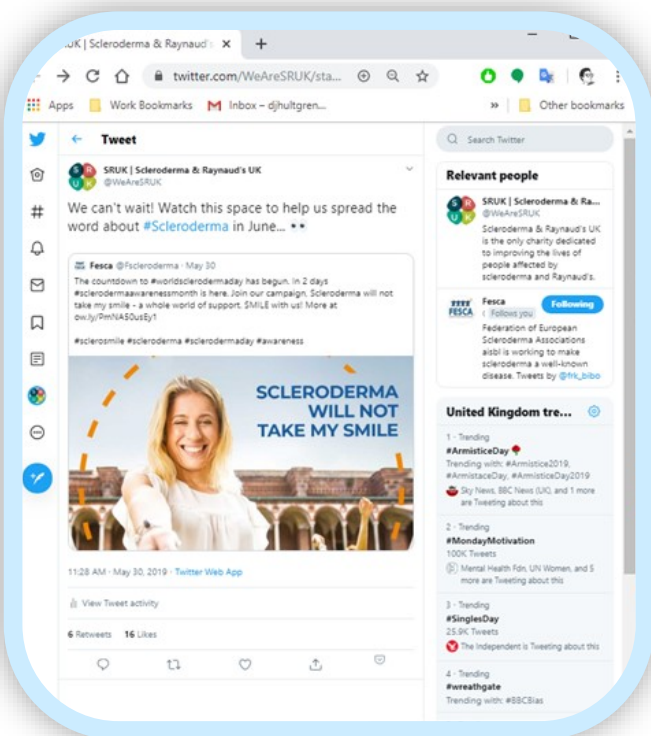 UK | Scleroderma & Raynaud's
twitter.com/WeAreSRUK/sta...
Apps
Work Bookmarks
Inbox – djhultgren...
»
Other bookmarks
Tweet
SRUK | Scleroderma & Raynaud's UK
@WeAreSRUK
We can't wait! Watch this space to help us spread the
word about #Scleroderma in June... 👀
Fesca @Fscleroderma · May 30
The countdown to #worldsclerodermaday has begun. In 2 days
#sclerodermaawarenessmonth is here. Join our campaign, Scleroderma will not
take my smile - a whole world of support. SMILE with us! More at
ow.ly/PmNA50usEy1
#sclerosmile #scleroderma #sclerodermaday #awareness
SCLERODERMA
WILL NOT
TAKE MY SMILE
11:28 AM · May 30, 2019 · Twitter Web App
View Tweet activity
6 Retweets 16 Likes
Search Twitter
Relevant people
SRUK | Scleroderma & Ra...
@WeAreSRUK
Scleroderma & Raynaud's UK
is the only charity dedicated
to improving the lives of
people affected by
scleroderma and Raynaud's.
FESCA
Fesca
Follows you
Following
Federation of European
Scleroderma Associations
aisbl is working to make
scleroderma a well-known
disease. Tweets by @frk_bibo
United Kingdom tre...
1 · Trending
#ArmisticeDay
Trending with: #Armistice2019,
#ArmistaceDay, #ArmisticeDay2019
Sky News, BBC News (UK), and 1 more
are Tweeting about this
2 · Trending
#MondayMotivation
100K Tweets
Mental Health Fdn, UN Women, and 5
more are Tweeting about this
3 · Trending
#SinglesDay
25.9K Tweets
The Independent is Tweeting about this
4 · Trending
#wreathgate
Trending with: #BBCBias